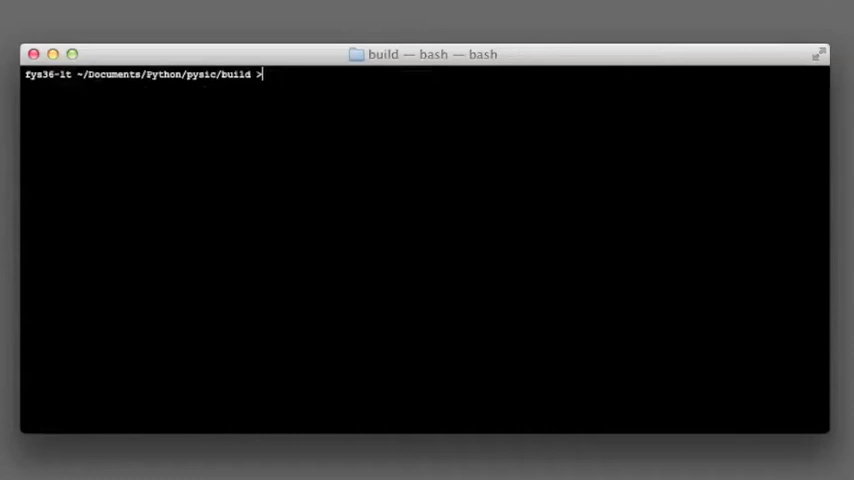 build — bash — bash
fys36-lt ~/Documents/Python/pysic/build >